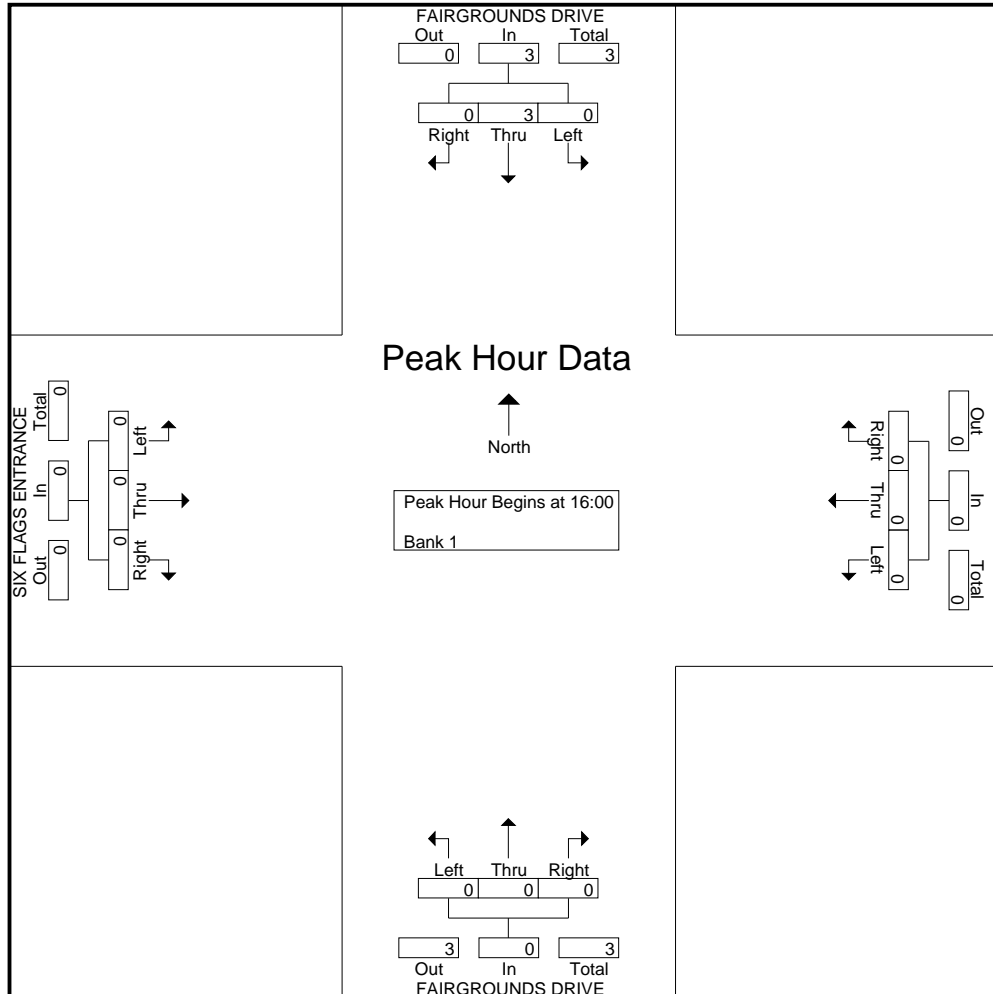 FAIRGROUNDS DRIVE
Out In Total
0 3 3
0 3 0
Right Thru Left
Peak Hour Data
North
Peak Hour Begins at 16:00
Bank 1
SIX FLAGS ENTRANCE
Total In Out
0 0 0
0 0 0
Left Thru Right
Right Thru Left
0 0 0
Out In Total
0 0 0
Left Thru Right
0 0 0
3 0 3
Out In Total
FAIRGROUNDS DRIVE